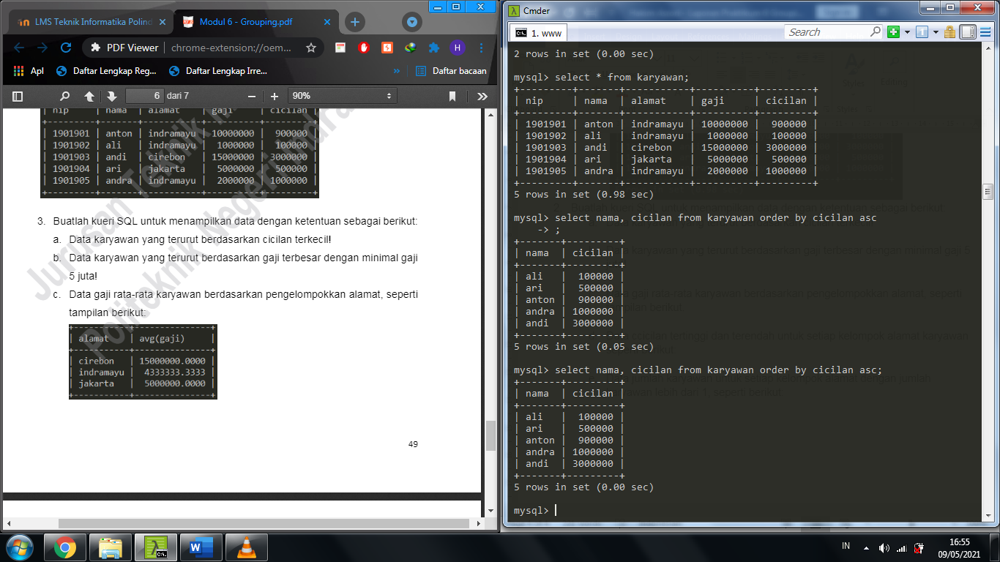 LMS Teknik Informatika Polind
Modul 6 - Grouping.pdf
PDF Viewer
chrome-extension://oem...
H
Apl
Daftar Lengkap Reg...
Daftar Lengkap Irre...
»
Daftar bacaan
6 dari 7
90%
| nip | nama | alamat | gaji | cicilan |
+---------+-------+-----------+----------+---------+
| 1901901 | anton | indramayu | 10000000 | 900000 |
| 1901902 | ali | indramayu | 1000000 | 100000 |
| 1901903 | andi | cirebon | 15000000 | 3000000 |
| 1901904 | ari | jakarta | 5000000 | 500000 |
| 1901905 | andra | indramayu | 2000000 | 1000000 |
+---------+-------+-----------+----------+---------+
3. Buatlah kueri SQL untuk menampilkan data dengan ketentuan sebagai berikut:
a. Data karyawan yang terurut berdasarkan cicilan terkecil!
b. Data karyawan yang terurut berdasarkan gaji terbesar dengan minimal gaji
5 juta!
c. Data gaji rata-rata karyawan berdasarkan pengelompokkan alamat, seperti
tampilan berikut:
+-----------+---------------+
| alamat | avg(gaji) |
+-----------+---------------+
| cirebon | 15000000.0000 |
| indramayu | 4333333.3333 |
| jakarta | 5000000.0000 |
+-----------+---------------+
Jurusan Teknik
Politeknik Negeri Indra
49
Cmder
1. www
Search
2 rows in set (0.00 sec)
mysql> select * from karyawan;
+---------+-------+-----------+----------+---------+
| nip | nama | alamat | gaji | cicilan |
+---------+-------+-----------+----------+---------+
| 1901901 | anton | indramayu | 10000000 | 900000 |
| 1901902 | ali | indramayu | 1000000 | 100000 |
| 1901903 | andi | cirebon | 15000000 | 3000000 |
| 1901904 | ari | jakarta | 5000000 | 500000 |
| 1901905 | andra | indramayu | 2000000 | 1000000 |
+---------+-------+-----------+----------+---------+
5 rows in set (0.98 sec)
mysql> select nama, cicilan from karyawan order by cicilan asc
-> ;
+-------+---------+
| nama | cicilan |
+-------+---------+
| ali | 100000 |
| ari | 500000 |
| anton | 900000 |
| andra | 1000000 |
| andi | 3000000 |
+-------+---------+
5 rows in set (0.05 sec)
mysql> select nama, cicilan from karyawan order by cicilan asc;
+-------+---------+
| nama | cicilan |
+-------+---------+
| ali | 100000 |
| ari | 500000 |
| anton | 900000 |
| andra | 1000000 |
| andi | 3000000 |
+-------+---------+
5 rows in set (0.00 sec)
mysql>
IN
16:55
09/05/2021